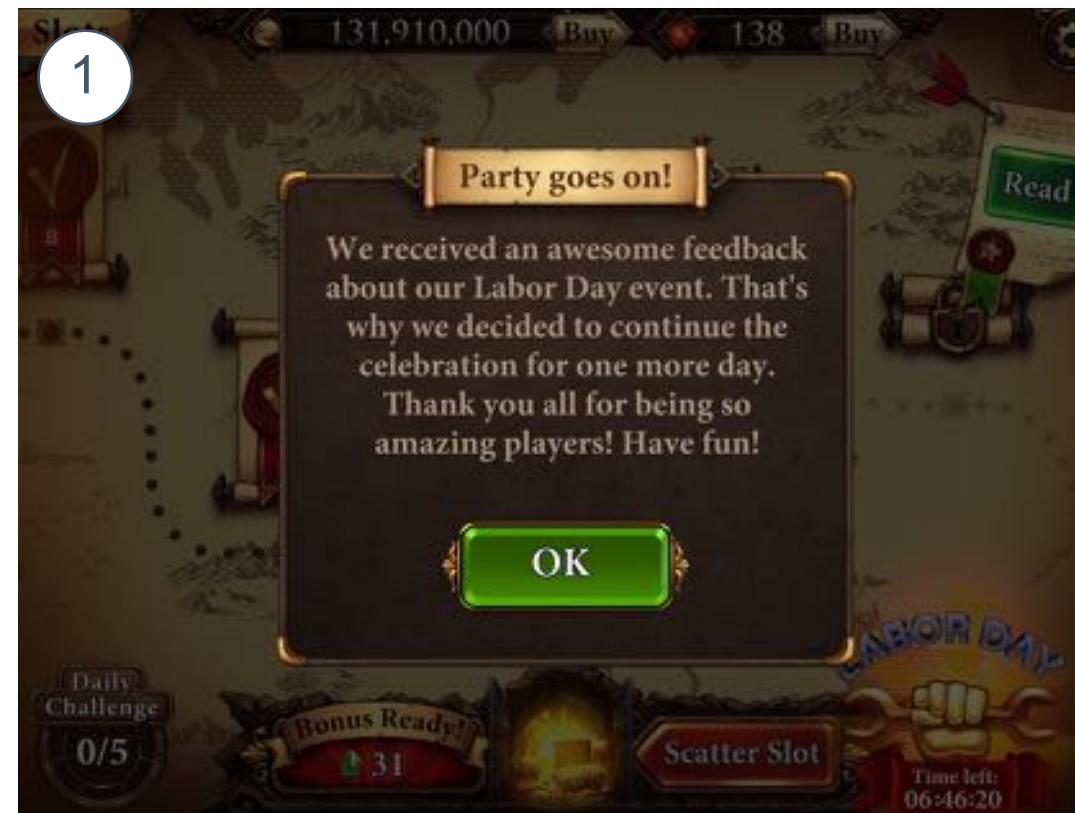 Slots
131,910,000
Buy
138
Buy
1
Party goes on!
Read
8
We received an awesome feedback
about our Labor Day event. That's
why we decided to continue the
celebration for one more day.
Thank you all for being so
amazing players! Have fun!
OK
LABOR DAY
Daily
Challenge
0/5
Bonus Ready!
31
Scatter Slot
Time left:
06:46:20